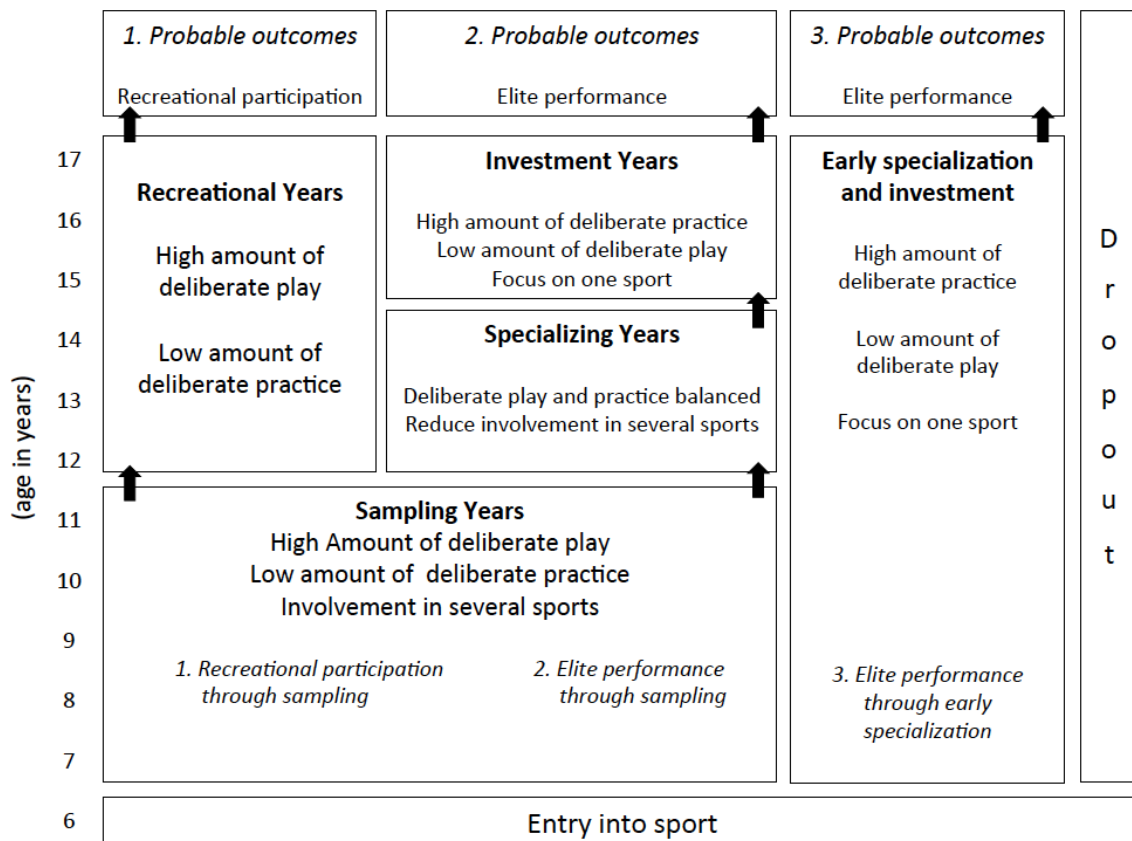 1. Probable outcomes
Recreational participation
2. Probable outcomes
Elite performance
3. Probable outcomes
Elite performance
Recreational Years
High amount of
deliberate play
Low amount of
deliberate practice
Investment Years
High amount of deliberate practice
Low amount of deliberate play
Focus on one sport
Specializing Years
Deliberate play and practice balanced
Reduce involvement in several sports
Early specialization
and investment
High amount of
deliberate practice
Low amount of
deliberate play
Focus on one sport
3. Elite performance
through early
specialization
Dropout
Sampling Years
High Amount of deliberate play
Low amount of  deliberate practice
Involvement in several sports
1. Recreational participation
through sampling
2. Elite performance
through sampling
Entry into sport
(age in years)
17
16
15
14
13
12
11
10
9
8
7
6